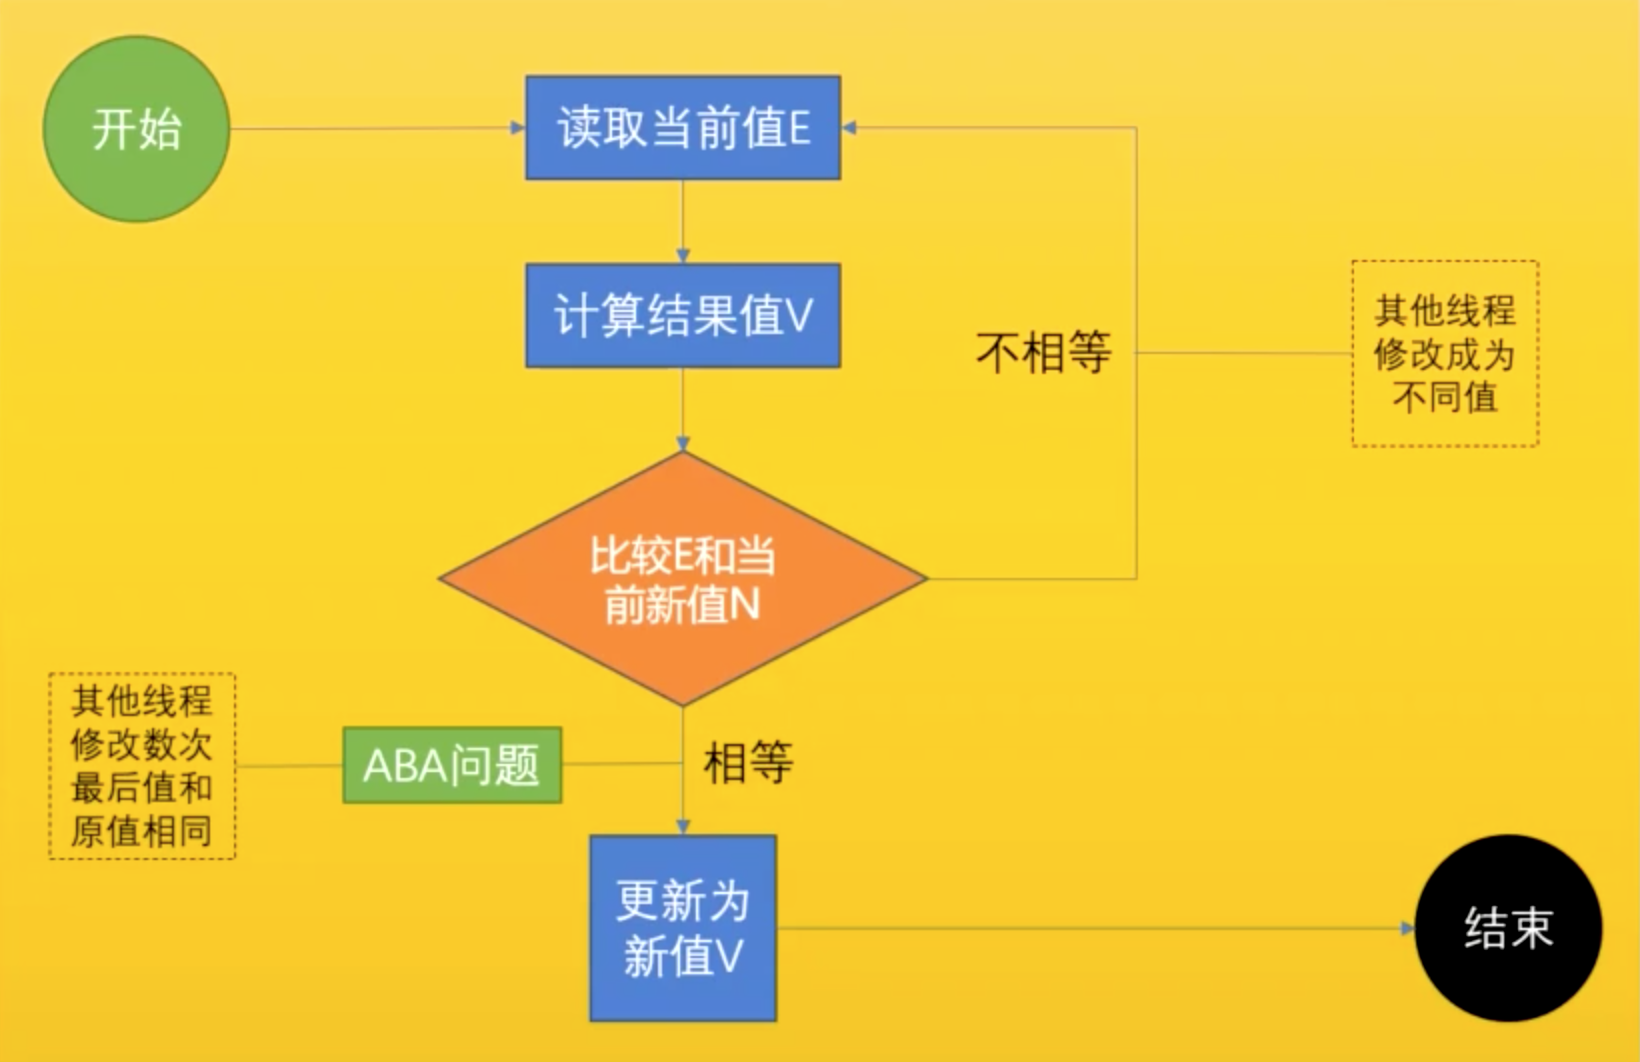 开始
读取当前值E
计算结果值V
不相等
其他线程
修改成为
不同值
比较E和当
前新值N
其他线程
修改数次
最后值和
原值相同
ABA问题
相等
更新为
新值V
结束